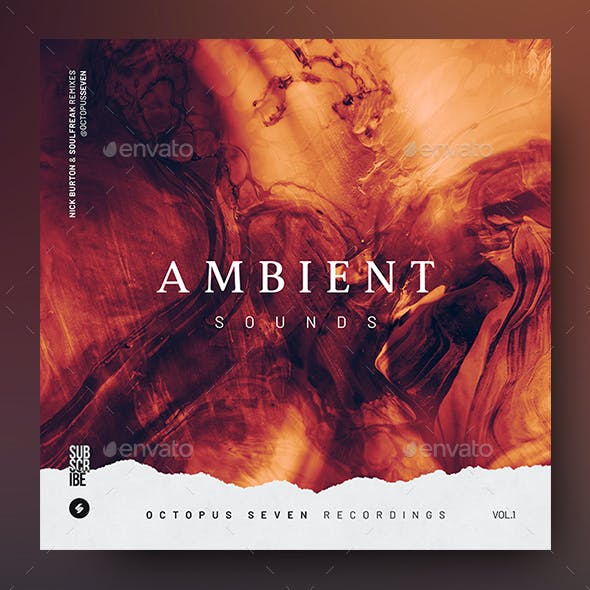 NICK BURTON & SOULFREAK REMIXES
@OCTOPUSSEVEN
envato
envato
AMBIENT
SOUNDS
envato
envato
SUB
SCR
IBE
OCTOPUS SEVEN RECORDINGS
VOL.1